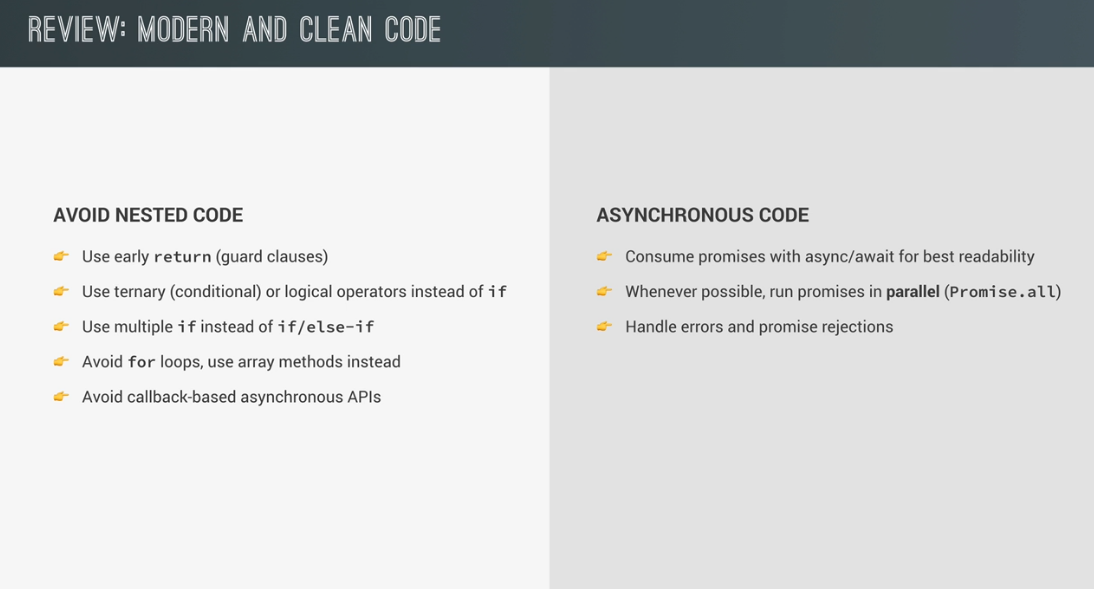 REVIEW: MODERN AND CLEAN CODE
AVOID NESTED CODE
👉 Use early return (guard clauses)
👉 Use ternary (conditional) or logical operators instead of if
👉 Use multiple if instead of if/else-if
👉 Avoid for loops, use array methods instead
👉 Avoid callback-based asynchronous APIs
ASYNCHRONOUS CODE
👉 Consume promises with async/await for best readability
👉 Whenever possible, run promises in parallel (Promise.all)
👉 Handle errors and promise rejections